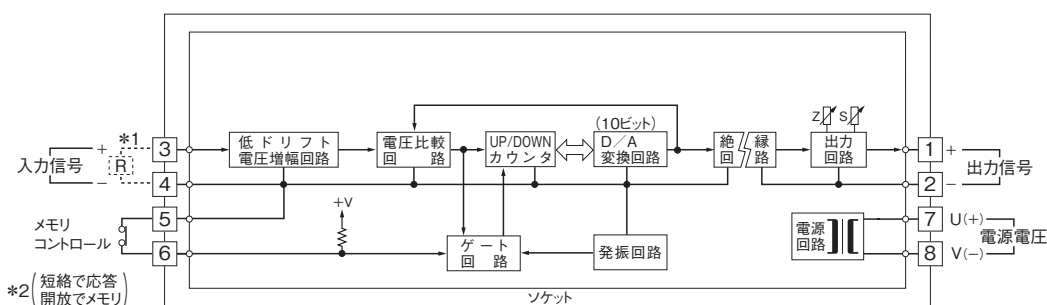 (10ビット)
Z S
*1
+ 3 低ドリフト 電圧比較 UP/DOWN D/A 絶 縁 出力 1 +
入力信号 R 電圧増幅回路 回路 カウンタ 変換回路 回 路 回路 出力信号
− 4 2 −
メモリ
コントロール
5
6
+V
ゲート
回路
発振回路
電源
回路
7 U(+)
8 V(−)
電源電圧
*2(短絡で応答
開放でメモリ)
ソケット